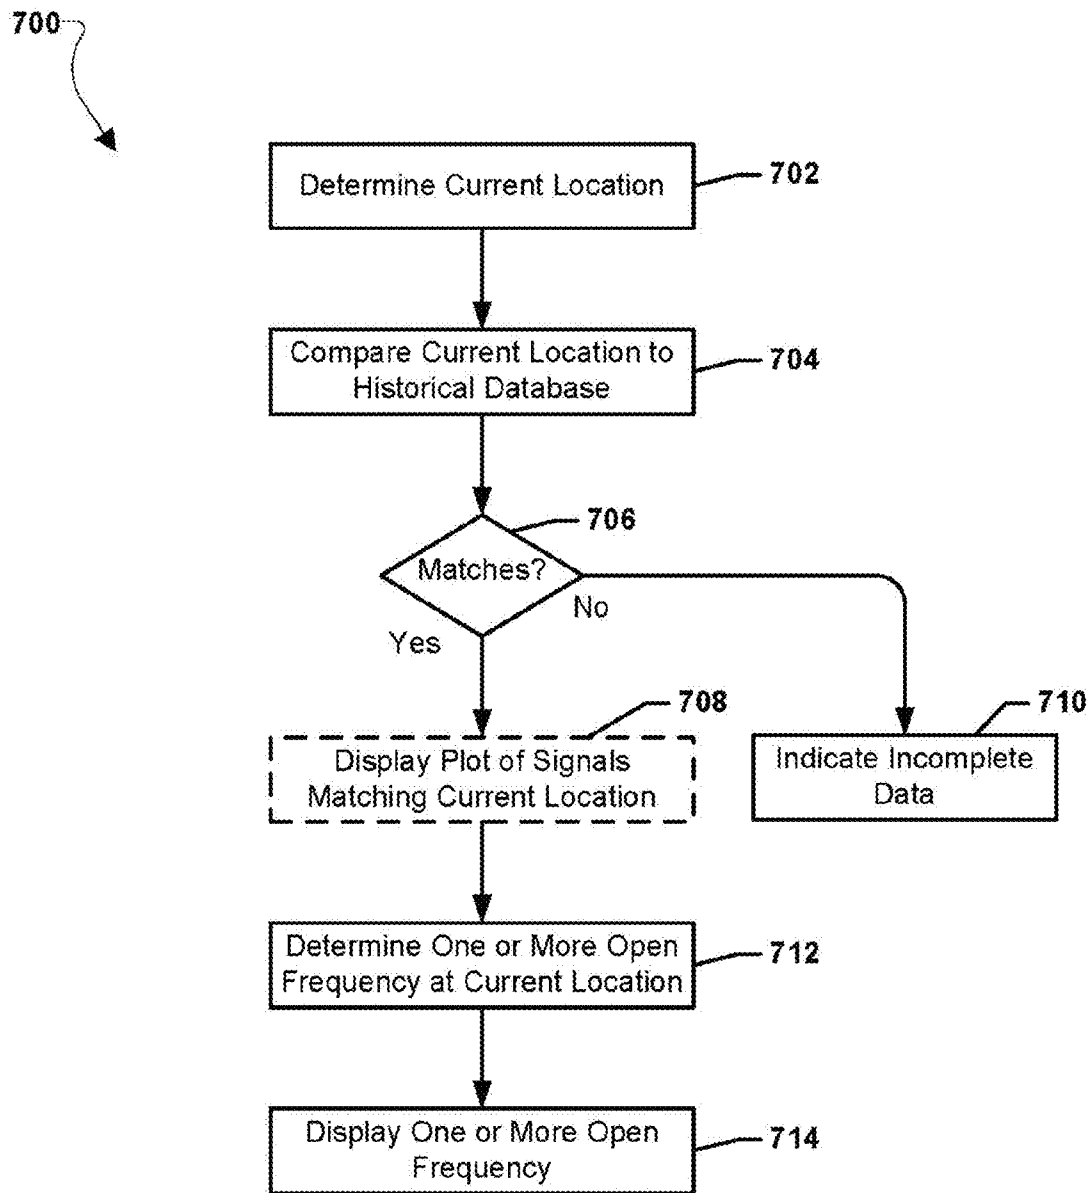 700
Determine Current Location
702
Compare Current Location to
Historical Database
704
706
Matches?
No
Yes
708
710
Display Plot of Signals
Matching Current Location
Indicate Incomplete
Data
Determine One or More Open
Frequency at Current Location
712
Display One or More Open
Frequency
714